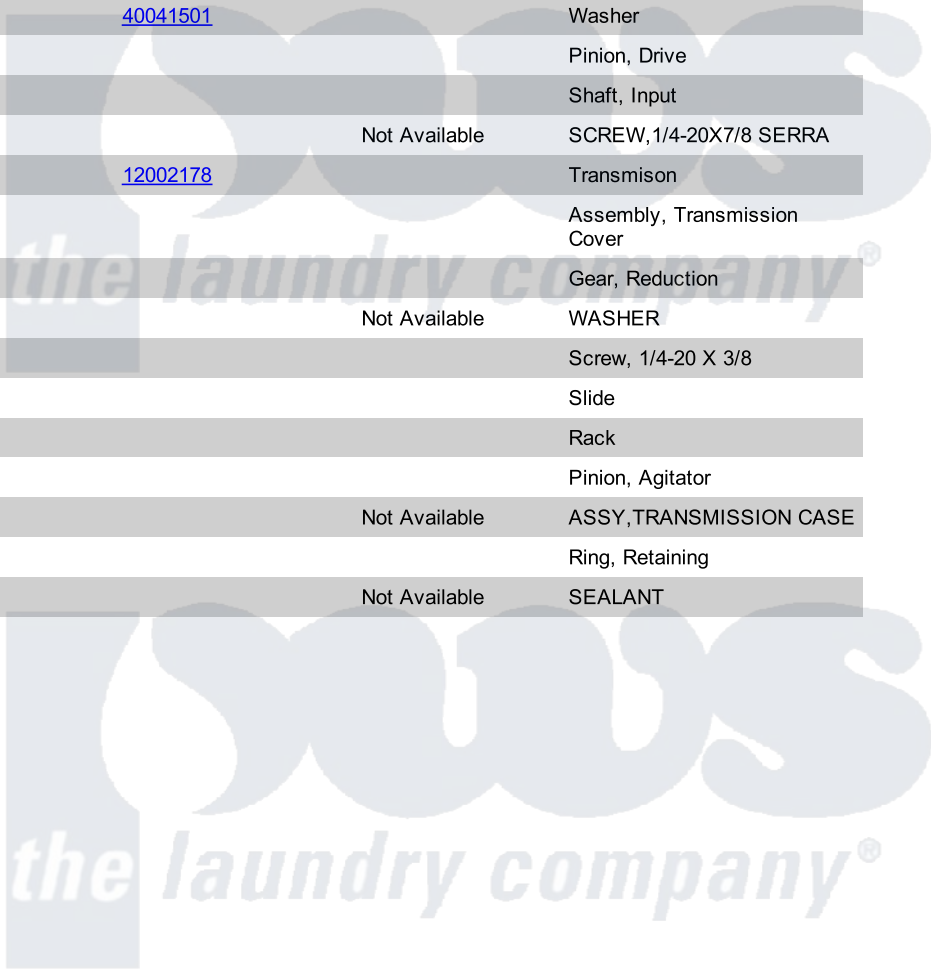 40041501 Washer
Pinion, Drive
Shaft, Input
Not Available SCREW,1/4-20X7/8 SERRA
12002178 Transmison
Assembly, Transmission
Cover
the laundry company®
Gear, Reduction
Not Available WASHER
Screw, 1/4-20 X 3/8
Slide
Rack
Pinion, Agitator
Not Available ASSY,TRANSMISSION CASE
Ring, Retaining
Not Available SEALANT
pws
the laundry company®